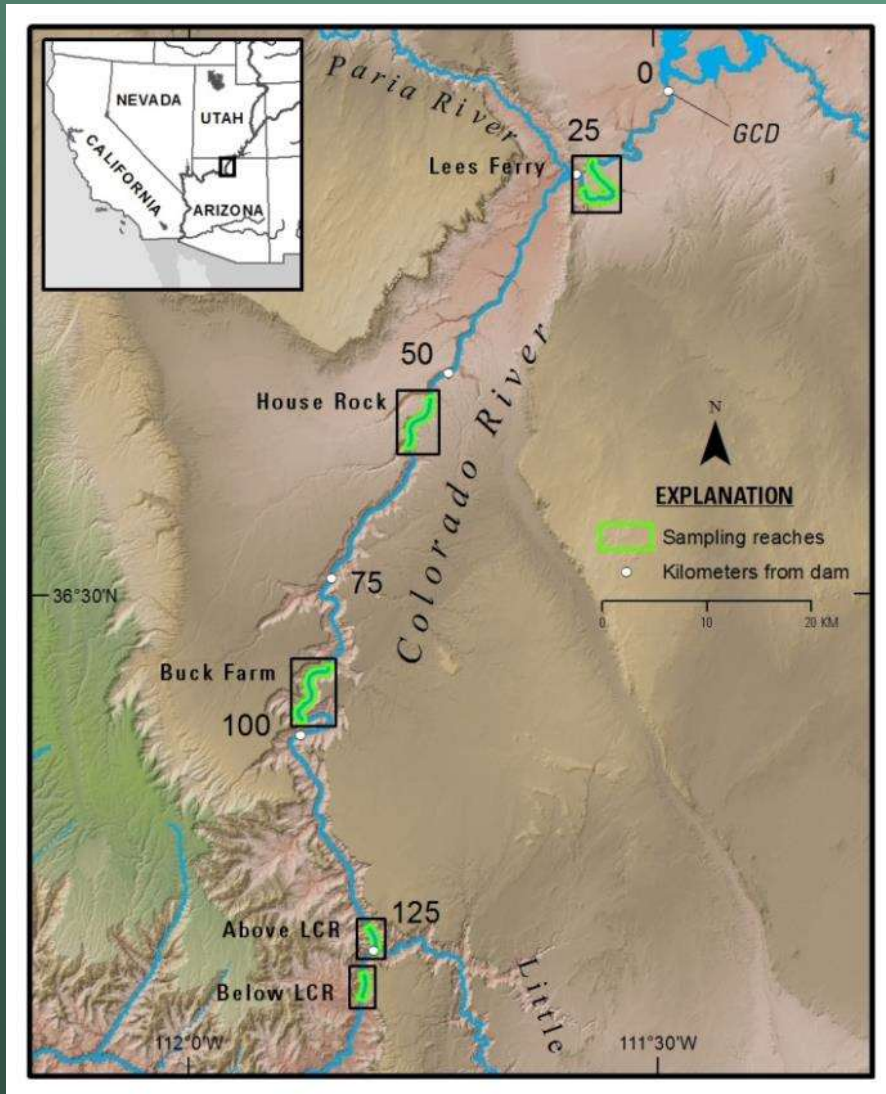 NEVADA
UTAH
CALIFORNIA
ARIZONA
Paria River
0
GCD
25
Lees Ferry
50
House Rock
Colorado River
N
EXPLANATION
Sampling reaches
Kilometers from dam
0 10 20 KM
36°30'N
75
Buck Farm
100
125
Above LCR
Below LCR
Little
112°0'W
111°30'W